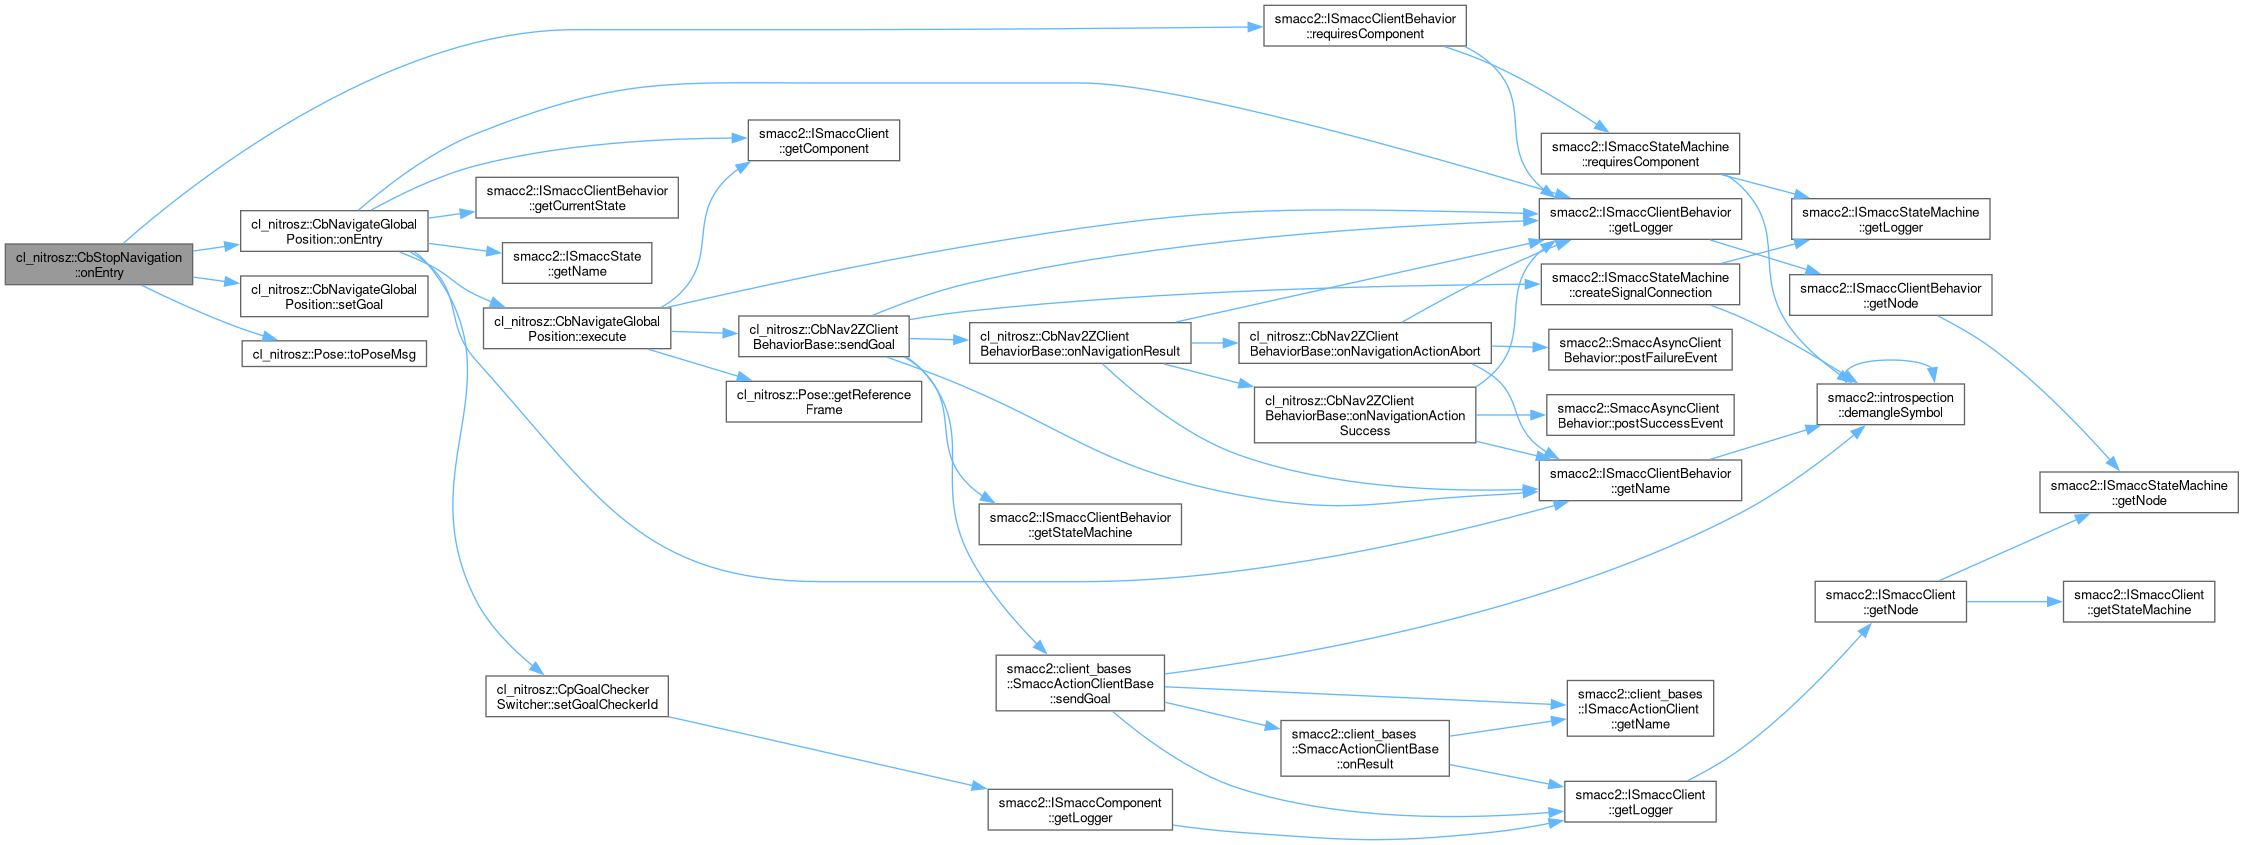 cl_nitrosz::CbStopNavigation
::onEntry
cl_nitrosz::CbNavigateGlobal
Position::onEntry
cl_nitrosz::CbNavigateGlobal
Position::setGoal
cl_nitrosz::Pose::toPoseMsg
smacc2::ISmaccClientBehavior
::getCurrentState
smacc2::ISmaccState
::getName
cl_nitrosz::CbNavigateGlobal
Position::execute
cl_nitrosz::CpGoalChecker
Switcher::setGoalCheckerId
smacc2::ISmaccClient
::getComponent
cl_nitrosz::CbNav2ZClient
BehaviorBase::sendGoal
cl_nitrosz::Pose::getReference
Frame
cl_nitrosz::CbNav2ZClient
BehaviorBase::onNavigationResult
smacc2::ISmaccClientBehavior
::getStateMachine
smacc2::client_bases
::SmaccActionClientBase
::sendGoal
smacc2::ISmaccComponent
::getLogger
smacc2::ISmaccClientBehavior
::requiresComponent
cl_nitrosz::CbNav2ZClient
BehaviorBase::onNavigationActionAbort
cl_nitrosz::CbNav2ZClient
BehaviorBase::onNavigationAction
Success
smacc2::client_bases
::SmaccActionClientBase
::onResult
smacc2::ISmaccStateMachine
::requiresComponent
smacc2::ISmaccClientBehavior
::getLogger
smacc2::ISmaccStateMachine
::createSignalConnection
smacc2::SmaccAsyncClient
Behavior::postFailureEvent
smacc2::SmaccAsyncClient
Behavior::postSuccessEvent
smacc2::ISmaccClientBehavior
::getName
smacc2::client_bases
::ISmaccActionClient
::getName
smacc2::ISmaccClient
::getLogger
smacc2::ISmaccStateMachine
::getLogger
smacc2::ISmaccClientBehavior
::getNode
smacc2::introspection
::demangleSymbol
smacc2::ISmaccClient
::getNode
smacc2::ISmaccStateMachine
::getNode
smacc2::ISmaccClient
::getStateMachine